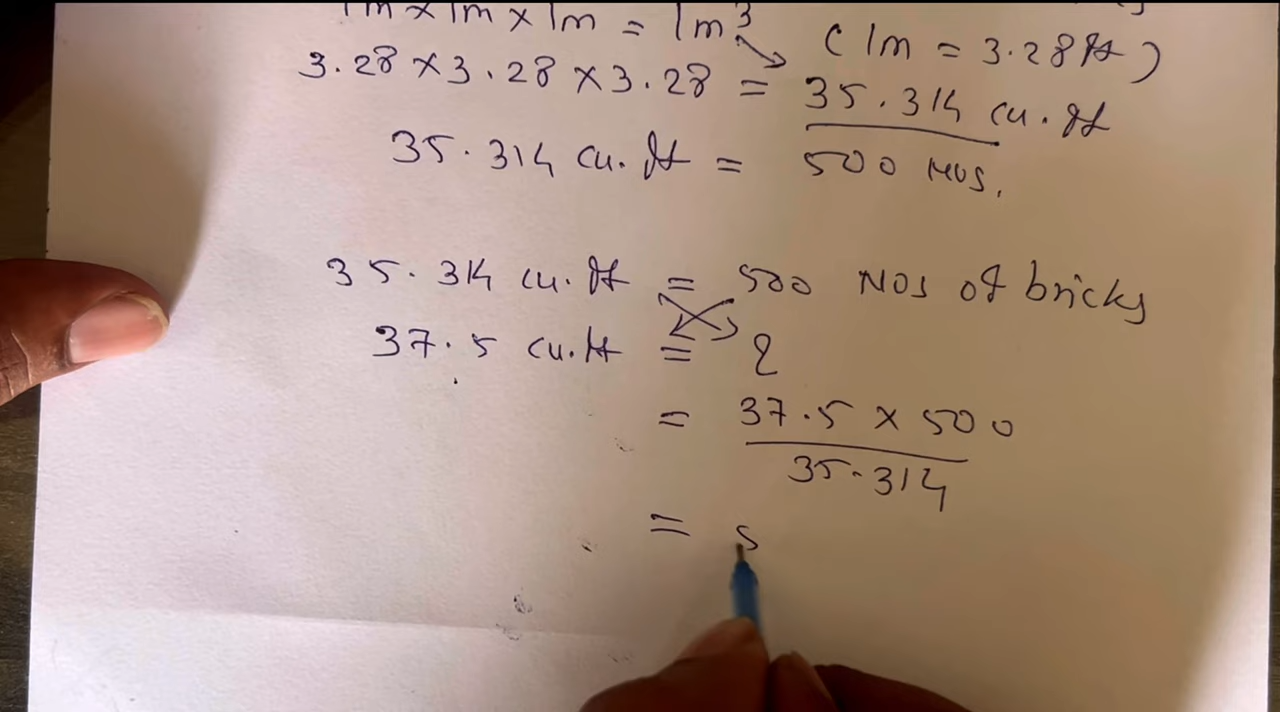 1m × 1m × 1m = 1m³ (1m = 3.28ft)
3.28 × 3.28 × 3.28 = 35.314 cu.ft
35.314 cu.ft = 500 NOS.
35.314 cu.ft = 500 NOS of bricks
37.5 cu.ft = ?
= 37.5 × 500
35.314
= 5